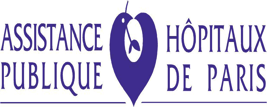 ASSISTANCE
PUBLIQUE
HÔPITAUX
DE PARIS